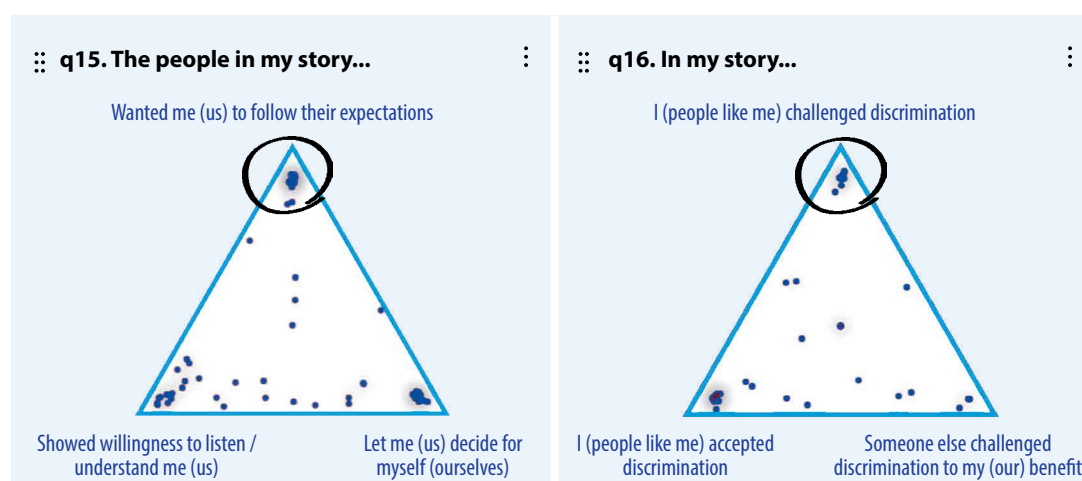 q15. The people in my story...
Wanted me (us) to follow their expectations
Showed willingness to listen /
understand me (us)
Let me (us) decide for
myself (ourselves)
q16. In my story...
I (people like me) challenged discrimination
I (people like me) accepted
discrimination
Someone else challenged
discrimination to my (our) benefit